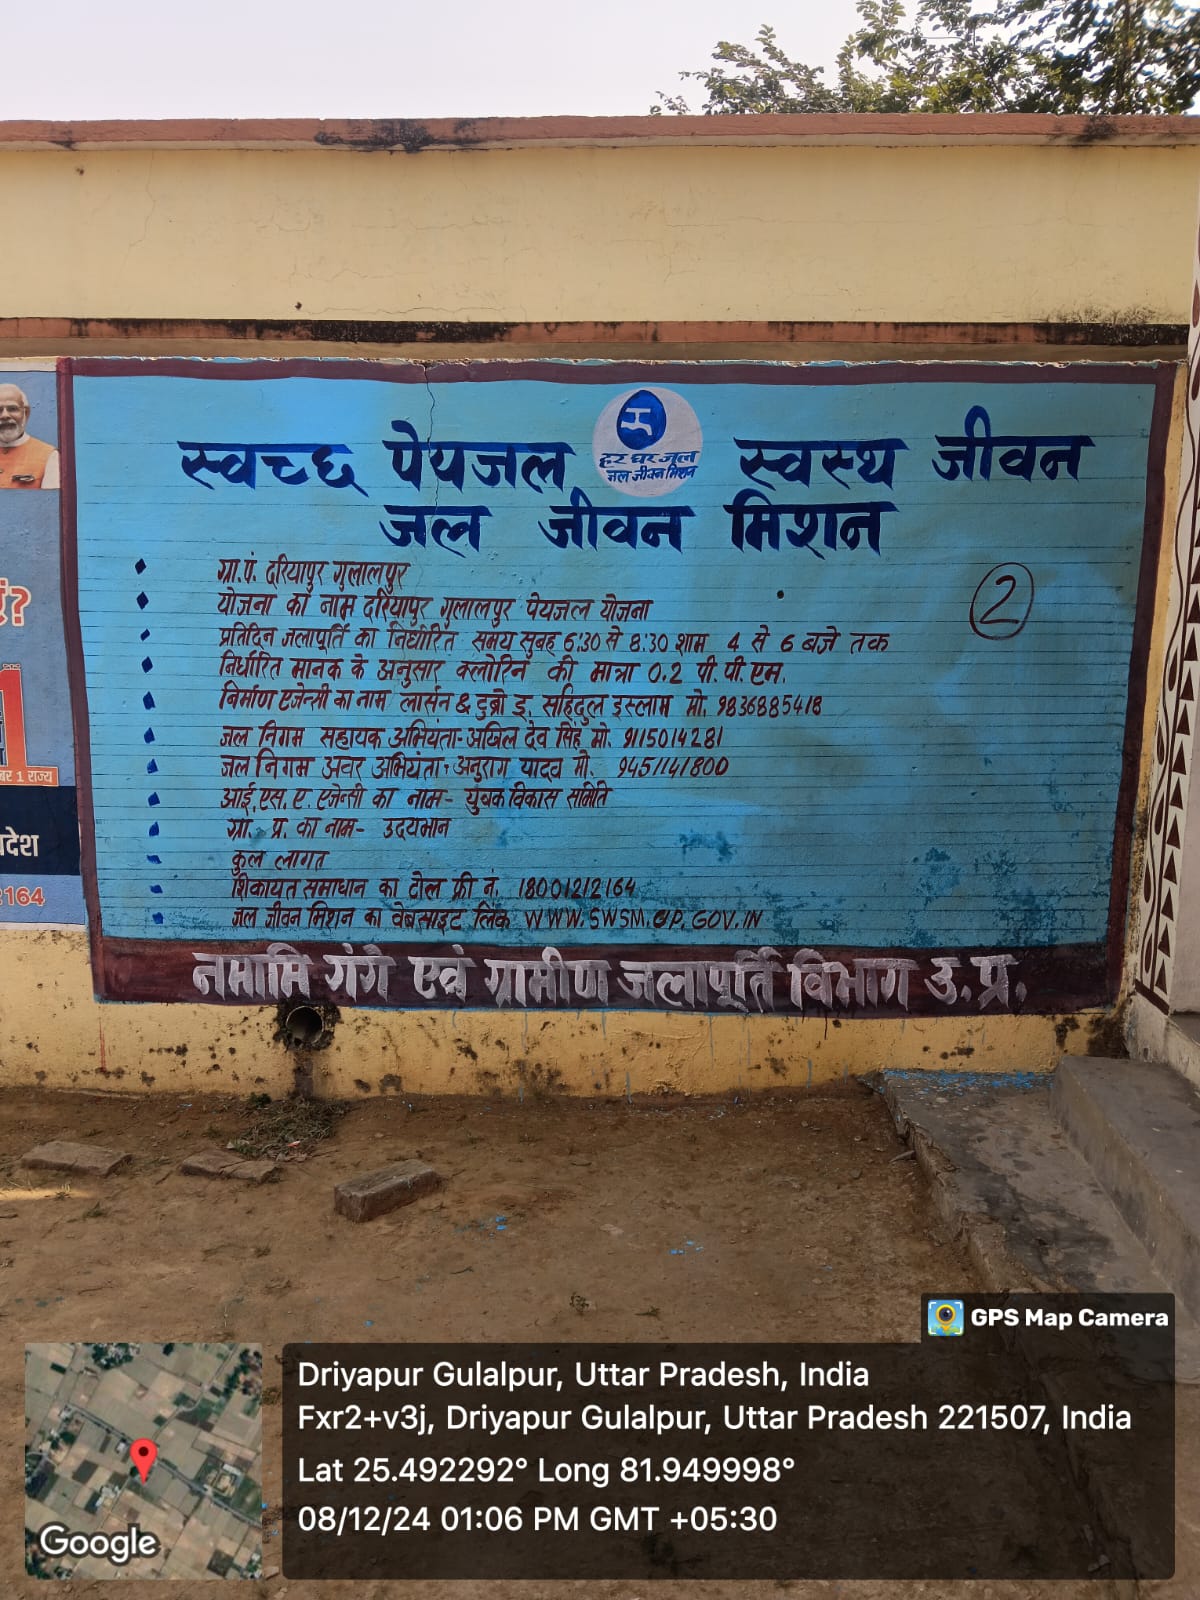 स्वच्छ पेयजल स्वस्थ जीवन
हर घर जल
जल जीवन मिशन
जल जीवन मिशन
ग्रा.पं. दरियापुर गुलालपुर
योजना का नाम दरियापुर गुलालपुर पेयजल योजना
प्रतिदिन जलापूर्ति का निर्धारित समय सुबह 6:30 से 8:30 शाम 4 से 6 बजे तक
निर्धारित मानक के अनुसार क्लोरिन की मात्रा 0.2 पी. पी. एम.
निर्माण एजेन्सी का नाम लार्सन & टुब्रो इ. सहिदुल इस्लाम मो. 9836885418
जल निगम सहायक अभियंता- अखिल देव सिंह मो. 9115014281
जल निगम अवर अभियंता- अनुराग यादव मो. 9451141800
आई.एस.ए. एजेन्सी का नाम- युवक विकास समिति
ग्रा. प्र. का नाम- उदयभान
कुल लागत
शिकायत समाधान का टोल फ्री नं. 18001212164
जल जीवन मिशन का वेबसाइट लिंक WWW.SWSM.UP.GOV.IN
नमामि गंगे एवं ग्रामीण जलापूर्ति विभाग उ.प्र.
2
?
1
बर 1 राज्य
देश
2164
GPS Map Camera
Driyapur Gulalpur, Uttar Pradesh, India
Fxr2+v3j, Driyapur Gulalpur, Uttar Pradesh 221507, India
Lat 25.492292° Long 81.949998°
08/12/24 01:06 PM GMT +05:30
Google